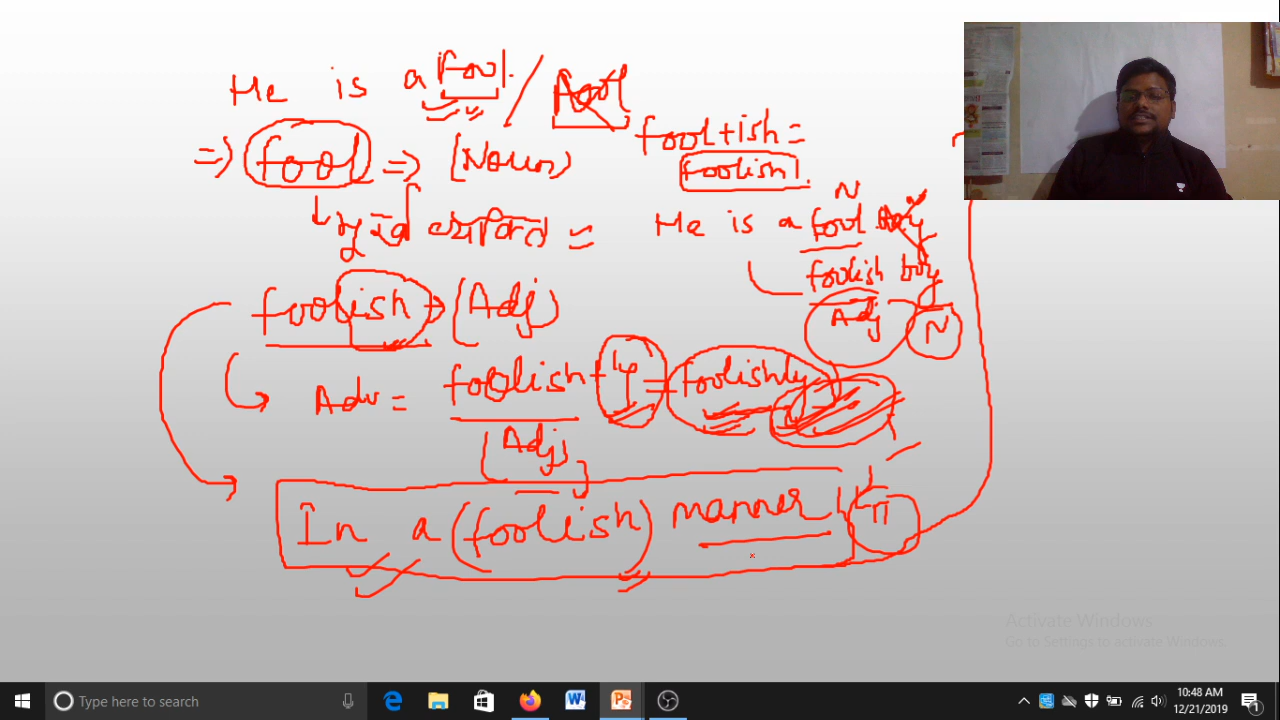 He is a fool. /
=> fool => (Noun)
fool+ish =
foolish
N
He is a fool boy
foolish boy
Adj N
foolish → (Adj)
Adv = foolish + ly = foolishly
(Adj)
In a (foolish) manner
Activate Windows
Go to Settings to activate Windows.
Type here to search
10:48 AM
12/21/2019